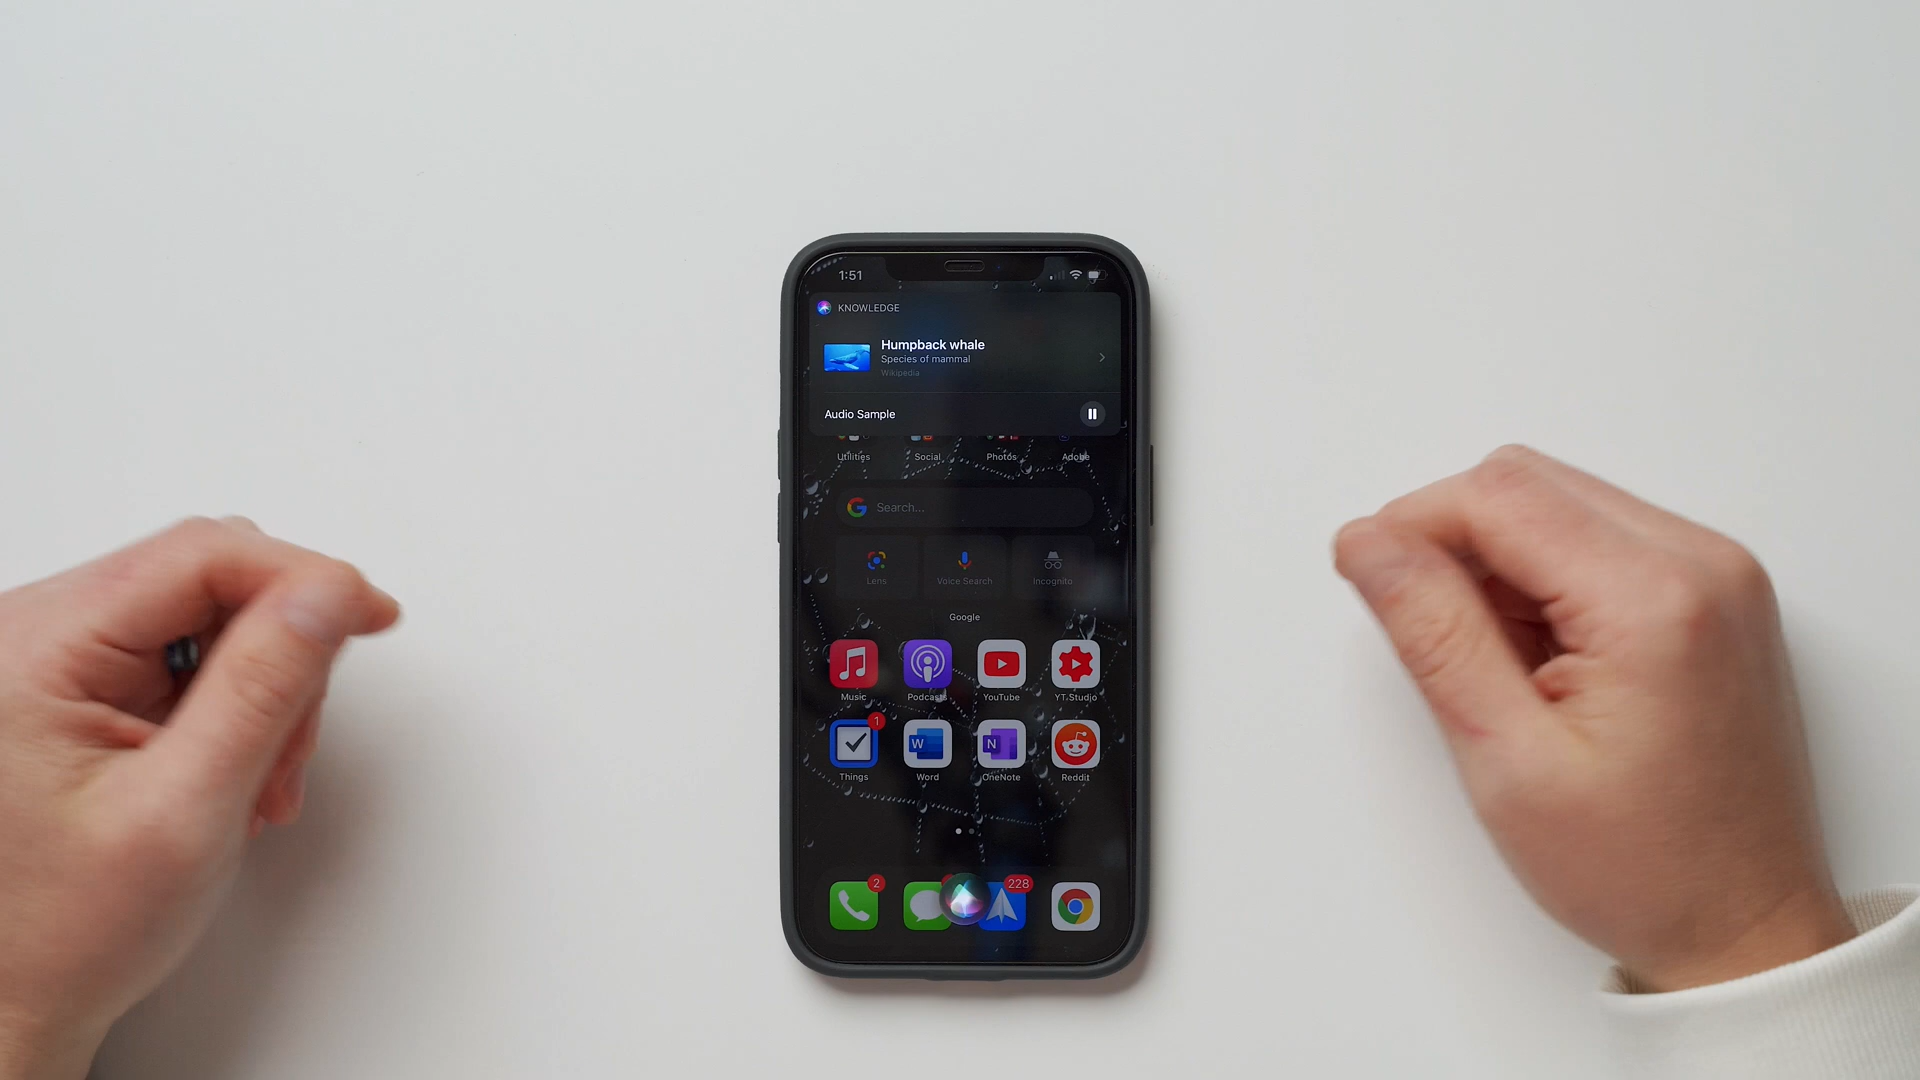 1:51
KNOWLEDGE
Humpback whale
Species of mammal
Wikipedia
Audio Sample
Utilities Social Photos Adobe
Search...
Lens Voice Search Incognito
Google
Music Podcasts YouTube YT Studio
1
W N
Things Word OneNote Reddit
2 228